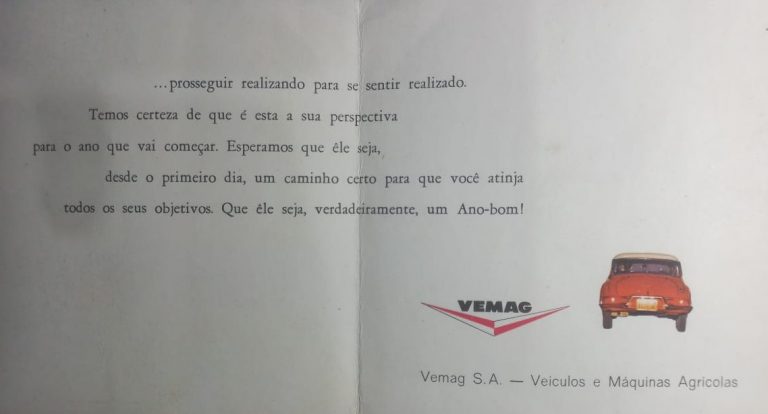 ...prosseguir realizando para se sentir realizado.
Temos certeza de que é esta a sua perspectiva
para o ano que vai começar. Esperamos que êle seja,
desde o primeiro dia, um caminho certo para que você atinja
todos os seus objetivos. Que êle seja, verdadeiramente, um Ano-bom!
VEMAG
Vemag S.A. — Veiculos e Máquinas Agricolas